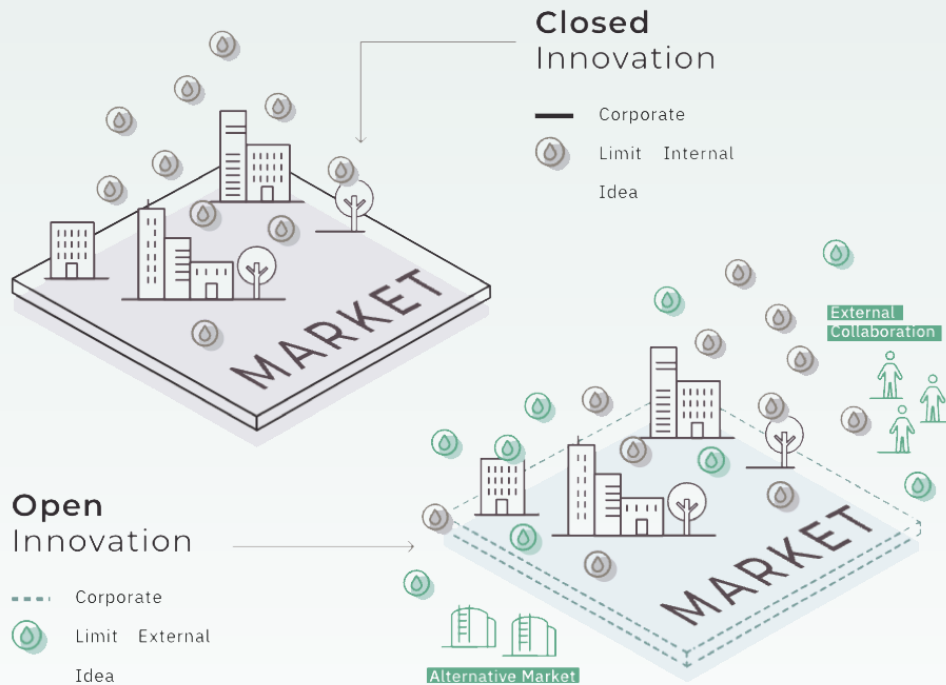 Closed
Innovation
Corporate
Limit Internal
Idea
MARKET
External
Collaboration
Open
Innovation
Corporate
Limit External
Idea
MARKET
Alternative Market